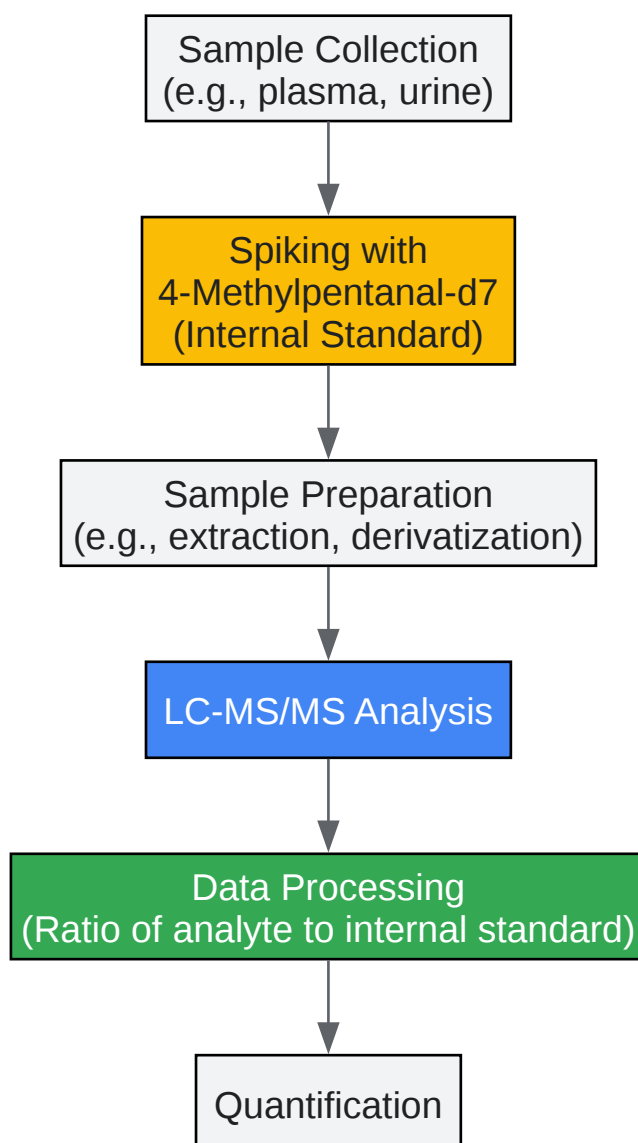 Sample Collection
(e.g., plasma, urine)
Spiking with
4-Methylpentanal-d7
(Internal Standard)
Sample Preparation
(e.g., extraction, derivatization)
LC-MS/MS Analysis
Data Processing
(Ratio of analyte to internal standard)
Quantification